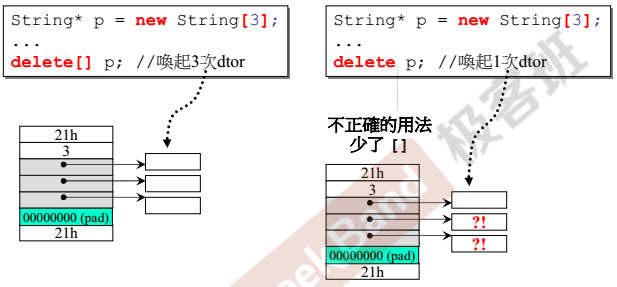 String* p = new String[3];
...
delete[] p; //喚起3次dtor
21h
3
00000000 (pad)
21h
String* p = new String[3];
...
delete p; //喚起1次dtor
不正確的用法
少了 []
21h
3
?!
?!
00000000 (pad)
21h
GeekBand 极客班